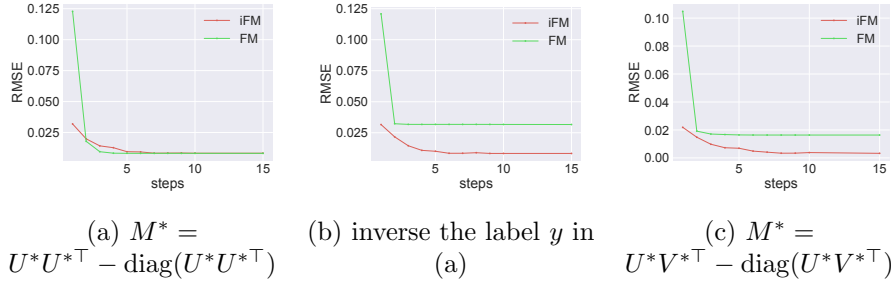 0.125
0.100
0.075
0.050
0.025
RMSE
iFM
FM
5 10 15
steps
0.125
0.100
0.075
0.050
0.025
RMSE
iFM
FM
5 10 15
steps
0.10
0.08
0.06
0.04
0.02
0.00
RMSE
iFM
FM
5 10 15
steps
(a) M* =
U*U*⊤ − diag(U*U*⊤)
(b) inverse the label y in
(a)
(c) M* =
U*V*⊤ − diag(U*V*⊤)